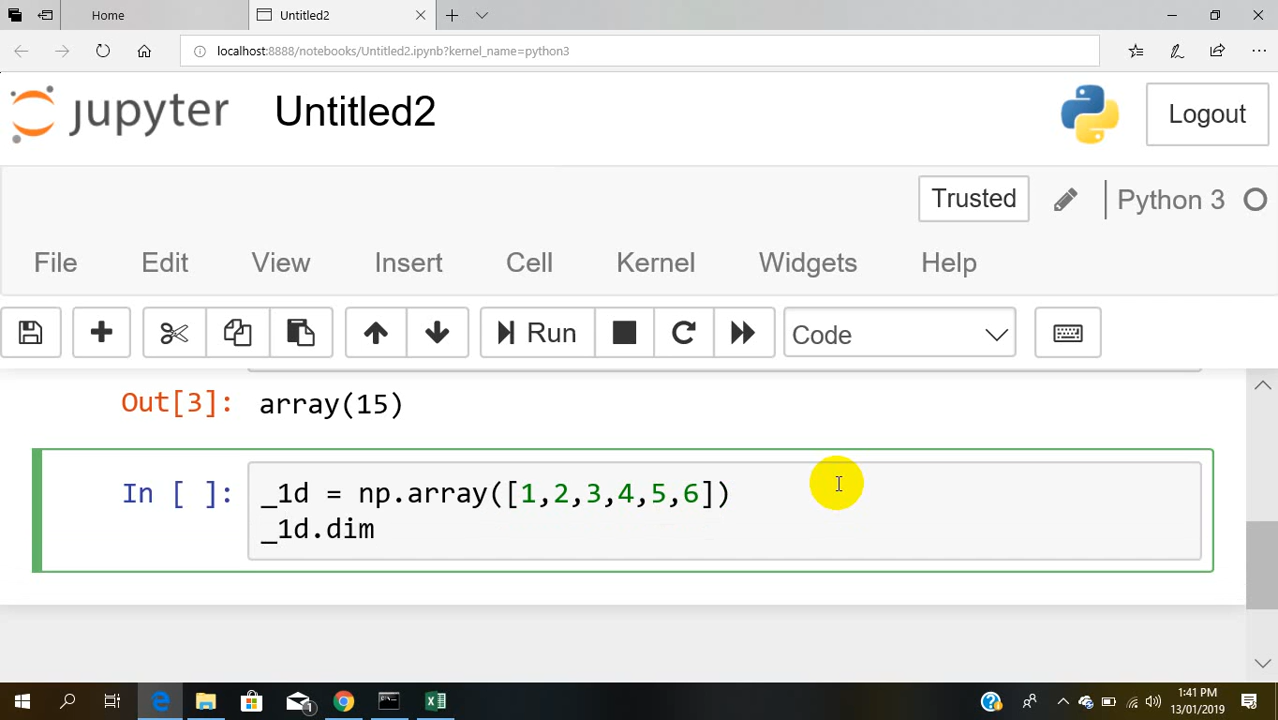 Home
Untitled2
localhost:8888/notebooks/Untitled2.ipynb?kernel_name=python3
jupyter
Untitled2
Logout
Trusted
Python 3
File Edit View Insert Cell Kernel Widgets Help
Run
Code
Out[3]: array(15)
In [ ]: _1d = np.array([1,2,3,4,5,6])
_1d.dim
1
1:41 PM
13/01/2019